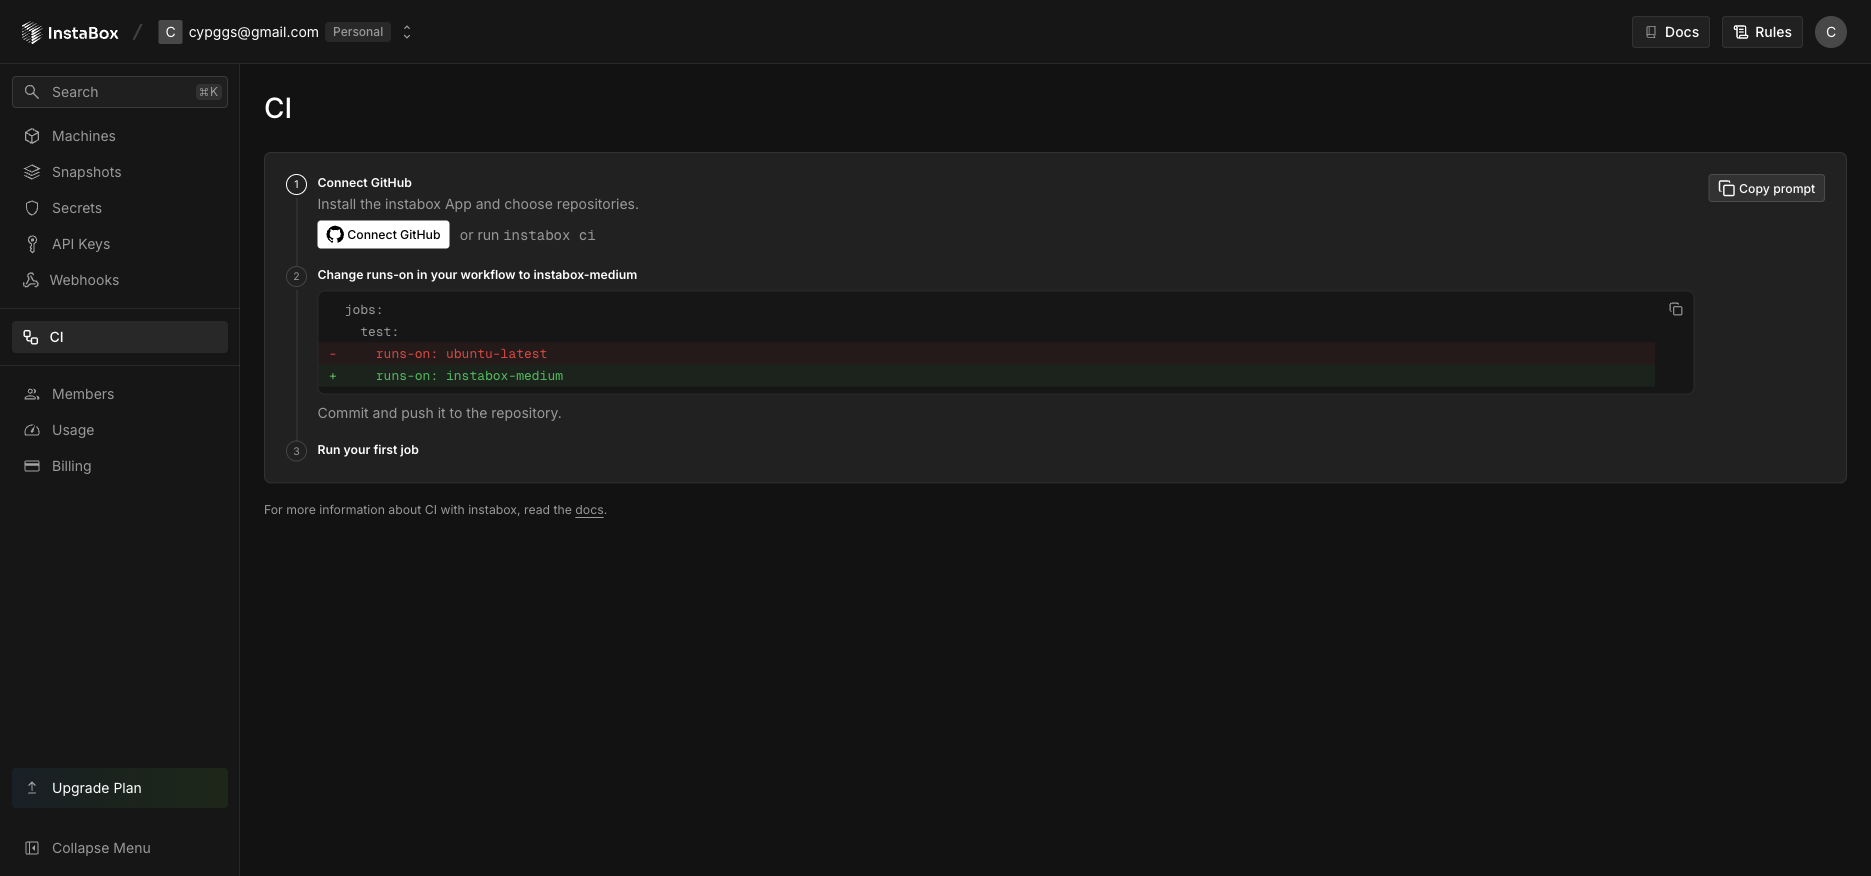 InstaBox / C cypggs@gmail.com Personal
Docs
Rules
C
Search ⌘K
Machines
Snapshots
Secrets
API Keys
Webhooks
CI
Members
Usage
Billing
Upgrade Plan
Collapse Menu
CI
1 Connect GitHub
Install the instabox App and choose repositories.
Connect GitHub or run instabox ci
Copy prompt
2 Change runs-on in your workflow to instabox-medium
jobs:
test:
- runs-on: ubuntu-latest
+ runs-on: instabox-medium
Commit and push it to the repository.
3 Run your first job
For more information about CI with instabox, read the docs.